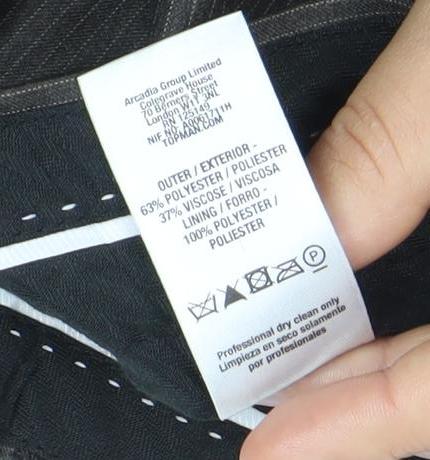 Arcadia Group Limited
Colegrave House
70 Berners Street
London W1T 3NL
RN 125149
NIF NO. A0061711H
TOPMAN.COM
OUTER / EXTERIOR -
63% POLYESTER / POLIESTER
37% VISCOSE / VISCOSA
LINING / FORRO -
100% POLYESTER /
POLIESTER
P
Professional dry clean only
Limpieza en seco solamente
por profesionales